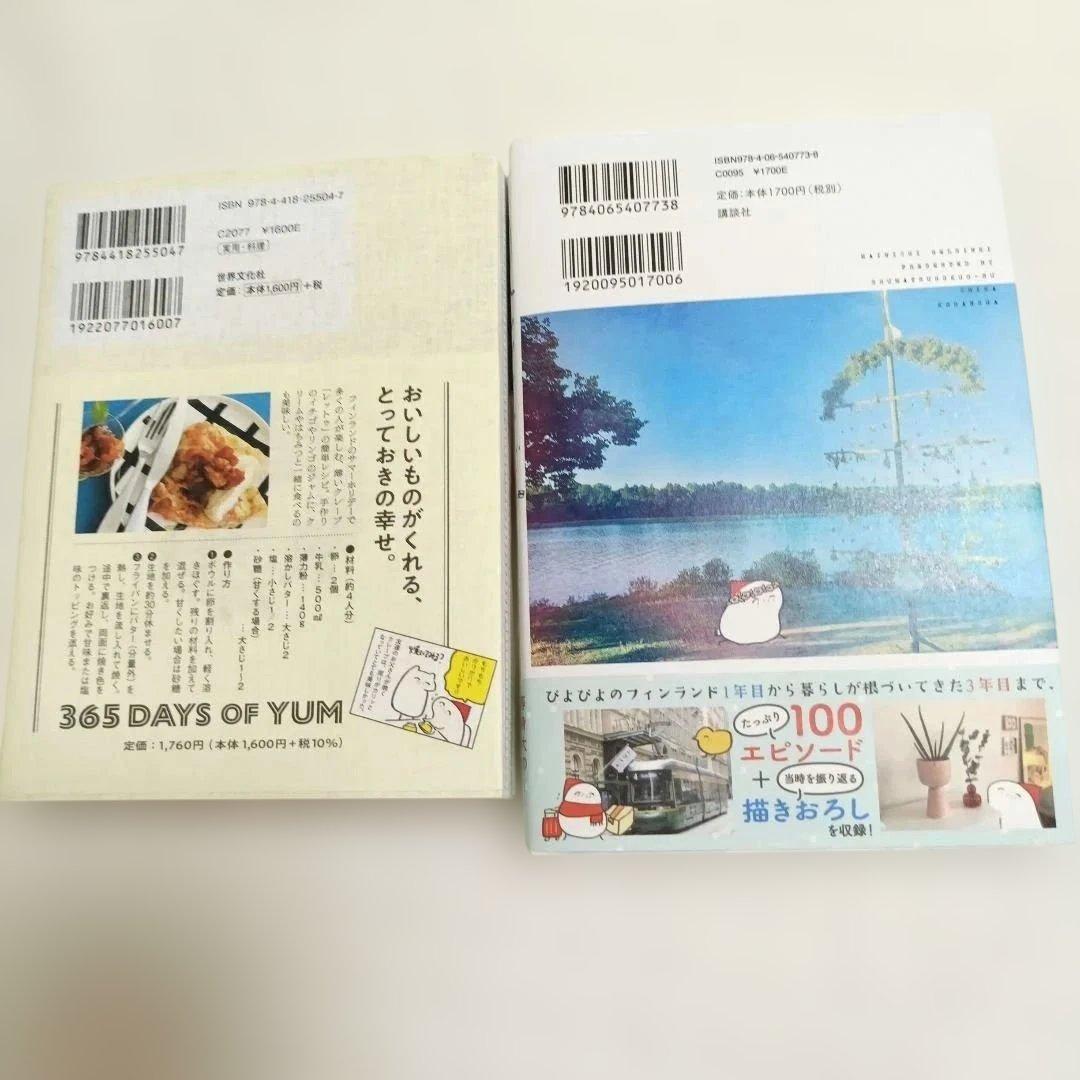 ISBN 978-4-418-25504-7
C2077 ¥1600E
実用・料理
9784418255047
世界文化社
定価：本体1,600円＋税
1922077016007
おいしいものがくれる、
とっておきの幸せ。
フィンランドのサマーホリデーで
多くの人が楽しむ、薄いクレープ
「レットゥ」の簡単レシピ。手作り
のイチゴやリンゴのジャムに、ク
リームやはちみつと一緒に食べるの
も美味しい。
●材料（約4人分）
・卵…2個
・牛乳…500㎖
・薄力粉…140g
・溶かしバター…大さじ2
・塩…小さじ1/2
・砂糖（甘くする場合）
…大さじ1〜2
●作り方
❶ボウルに卵を割り入れ、軽く溶
きほぐす。残りの材料を加えて
混ぜる。甘くしたい場合は砂糖
を加える。
❷生地を約30分休ませる。
❸フライパンにバター（分量外）を
熱し、生地を流し入れて焼く。
途中で裏返し、両面に焼き色を
つける。お好みで甘味または塩
味のトッピングを添える。
365 DAYS OF YUM
定価：1,760円（本体1,600円＋税10%）
ISBN978-4-06-540773-8
C0095 ¥1700E
定価：本体1700円（税別）
講談社
9784065407738
1920095017006
MAINICHI HELSINKI
PRESENTED BY
SHUMATSUHOKUO-BU
CHIKA
KODANSHA
ぴよぴよのフィンランド1年目から暮らしが根づいてきた3年目まで、
たっぷり
100
エピソード
＋
当時を振り返る
描きおろし
を収録！